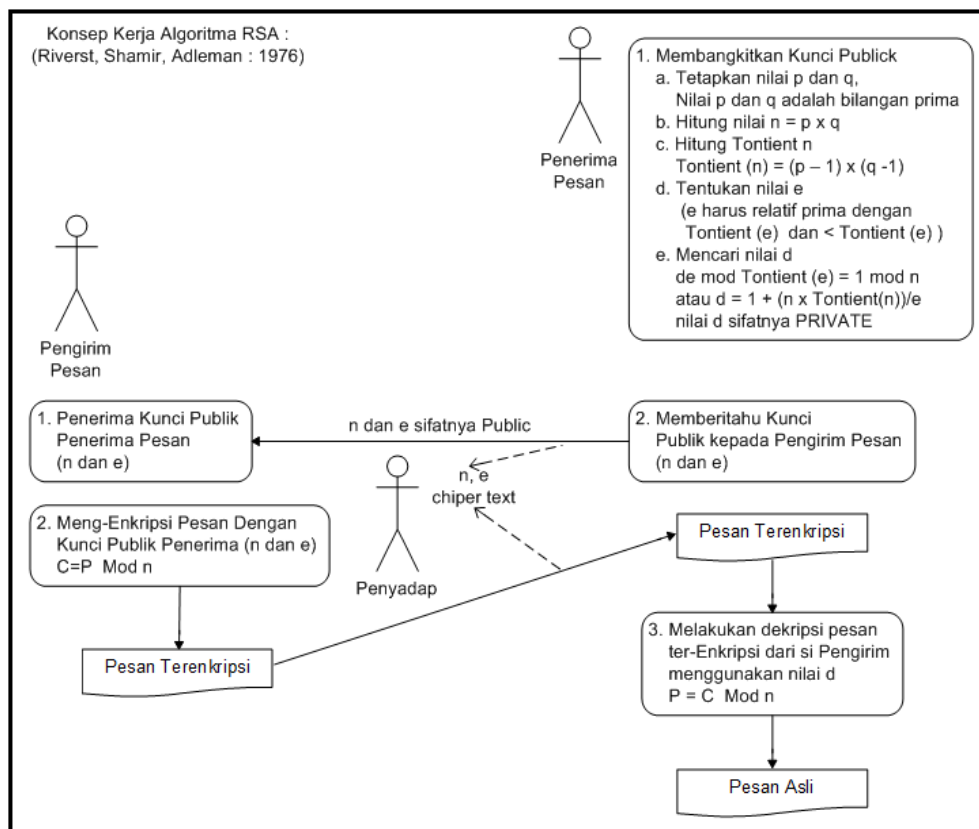 Konsep Kerja Algoritma RSA :
(Riverst, Shamir, Adleman : 1976)
Penerima
Pesan
1. Membangkitkan Kunci Publick
a. Tetapkan nilai p dan q,
Nilai p dan q adalah bilangan prima
b. Hitung nilai n = p x q
c. Hitung Tontient n
Tontient (n) = (p – 1) x (q -1)
d. Tentukan nilai e
(e harus relatif prima dengan
Tontient (e) dan < Tontient (e) )
e. Mencari nilai d
de mod Tontient (e) = 1 mod n
atau d = 1 + (n x Tontient(n))/e
nilai d sifatnya PRIVATE
Pengirim
Pesan
1. Penerima Kunci Publik
Penerima Pesan
(n dan e)
n dan e sifatnya Public
2. Memberitahu Kunci
Publik kepada Pengirim Pesan
(n dan e)
n, e
chiper text
Penyadap
2. Meng-Enkripsi Pesan Dengan
Kunci Publik Penerima (n dan e)
C=P Mod n
Pesan Terenkripsi
Pesan Terenkripsi
3. Melakukan dekripsi pesan
ter-Enkripsi dari si Pengirim
menggunakan nilai d
P = C Mod n
Pesan Asli